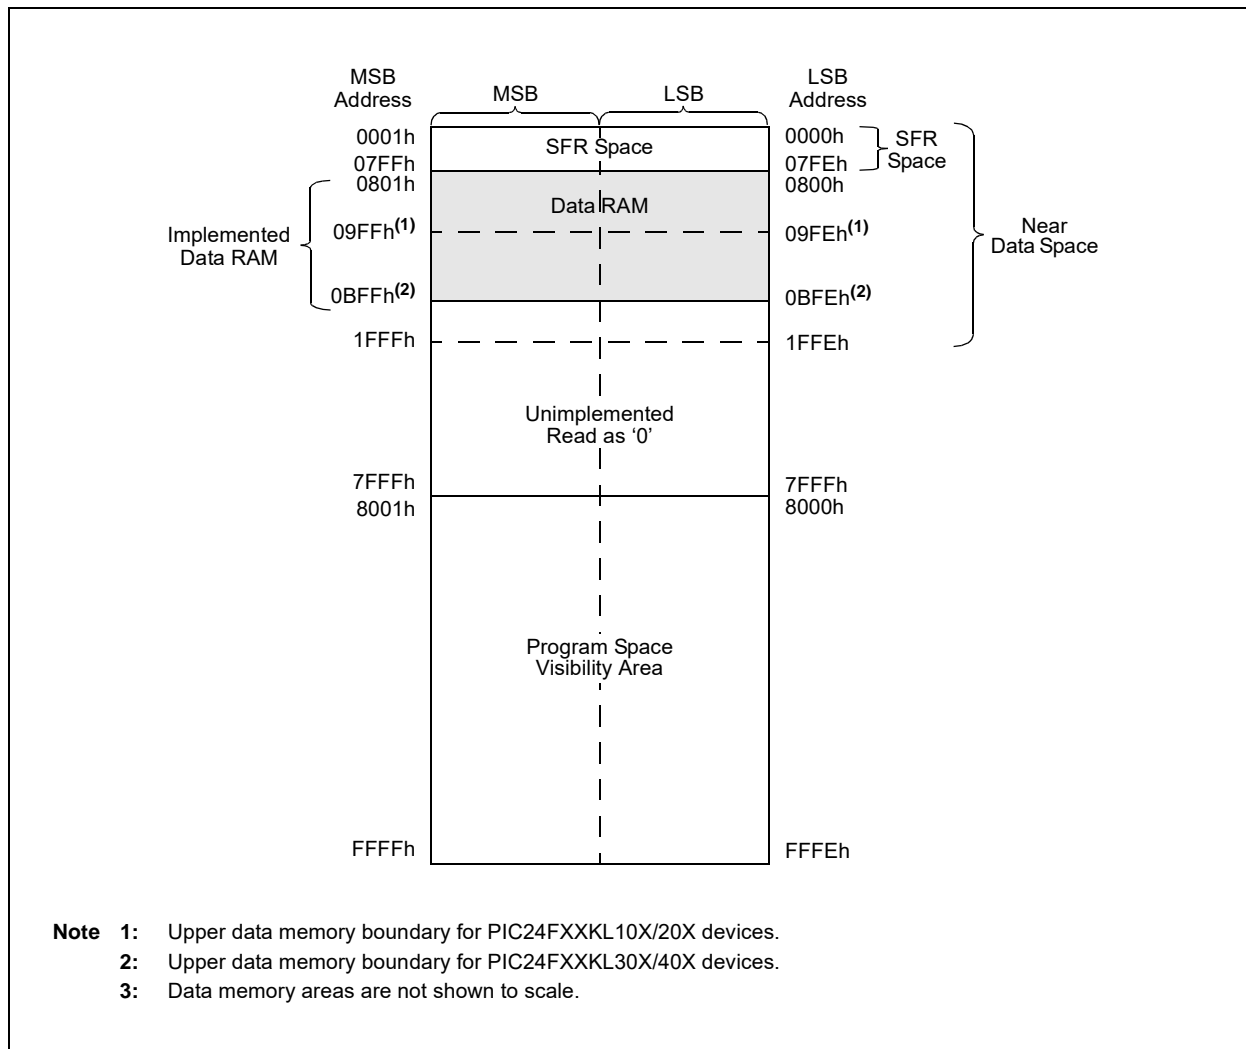 MSB
Address
MSB
LSB
LSB
Address
0001h
SFR Space
0000h
SFR
Space
07FFh
07FEh
0801h
0800h
Data RAM
Implemented
Data RAM
09FFh(1)
09FEh(1)
Near
Data Space
0BFFh(2)
0BFEh(2)
1FFFh
1FFEh
Unimplemented
Read as ‘0’
7FFFh
7FFFh
8001h
8000h
Program Space
Visibility Area
FFFFh
FFFEh
Note 1: Upper data memory boundary for PIC24FXXKL10X/20X devices.
2: Upper data memory boundary for PIC24FXXKL30X/40X devices.
3: Data memory areas are not shown to scale.